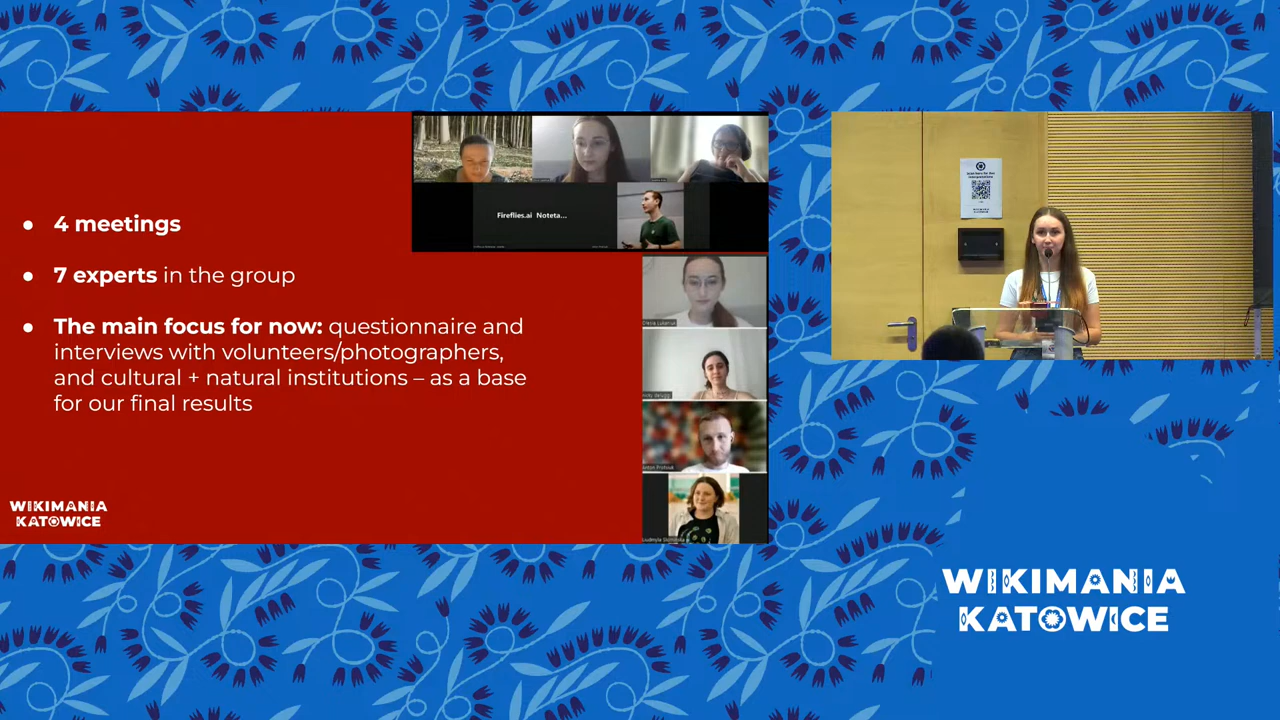 ● 4 meetings
● 7 experts in the group
● The main focus for now: questionnaire and
interviews with volunteers/photographers,
and cultural + natural institutions – as a base
for our final results
WIKIMANIA
KATOWICE
Fireflies.ai Noteta...
WIKIMANIA
KATOWICE